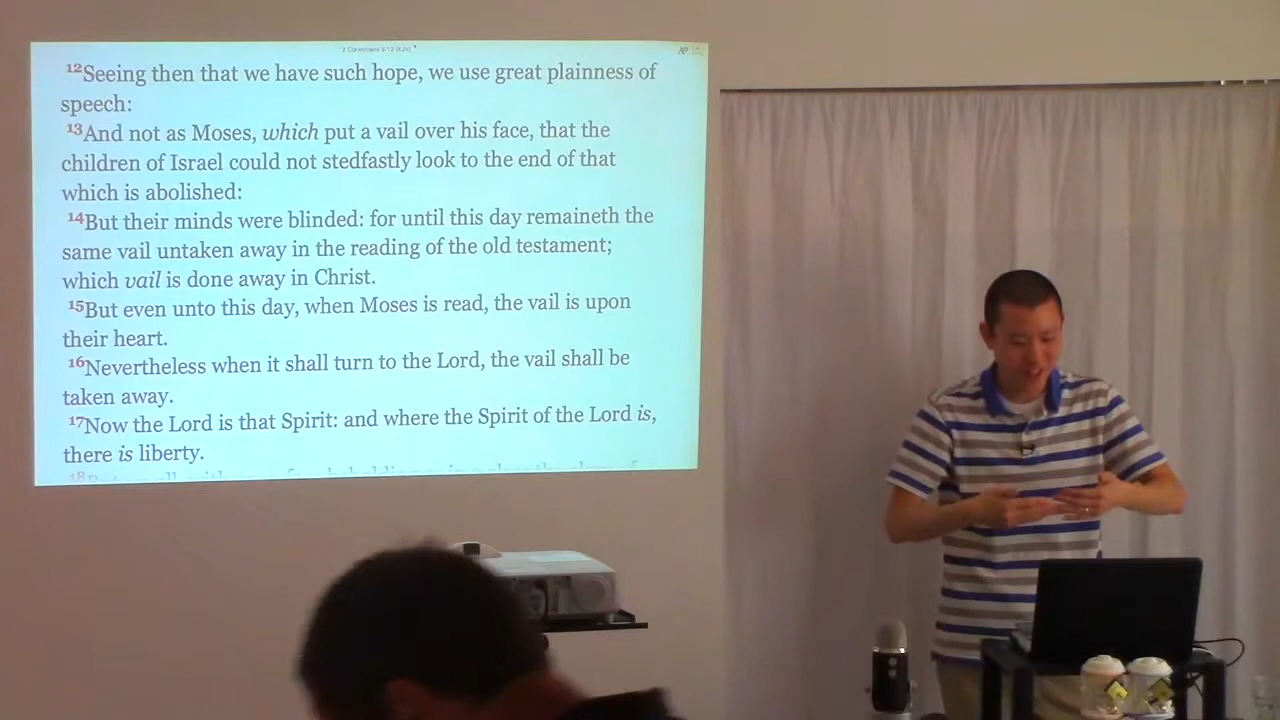 2 Corinthians 3:12 (KJV)
12Seeing then that we have such hope, we use great plainness of
speech:
13And not as Moses, which put a vail over his face, that the
children of Israel could not stedfastly look to the end of that
which is abolished:
14But their minds were blinded: for until this day remaineth the
same vail untaken away in the reading of the old testament;
which vail is done away in Christ.
15But even unto this day, when Moses is read, the vail is upon
their heart.
16Nevertheless when it shall turn to the Lord, the vail shall be
taken away.
17Now the Lord is that Spirit: and where the Spirit of the Lord is,
there is liberty.